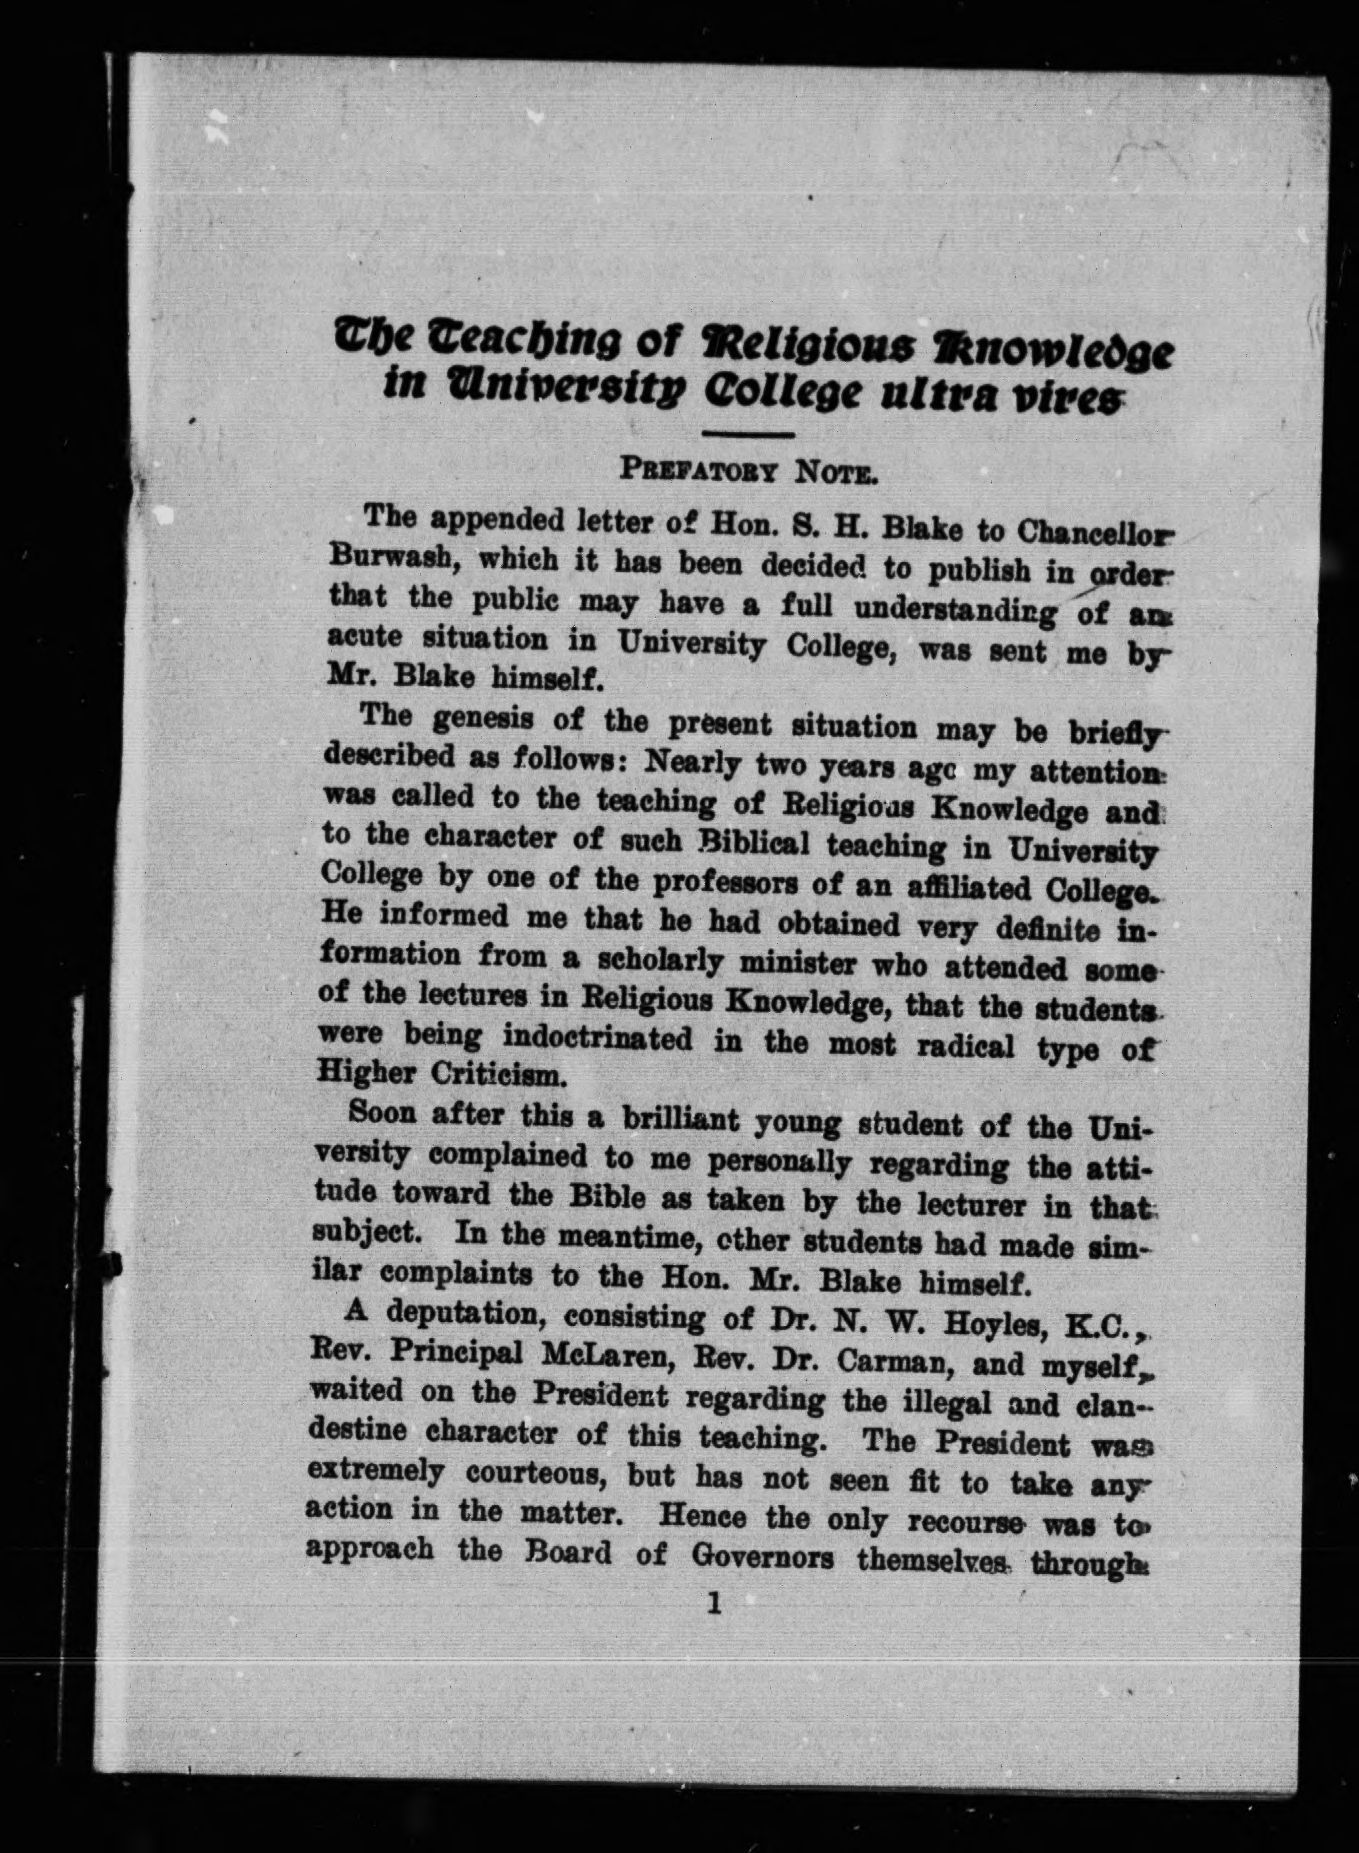 The Teaching of Religious Knowledge
in University College ultra vires
PREFATORY NOTE.
The appended letter of Hon. S. H. Blake to Chancellor
Burwash, which it has been decided to publish in order
that the public may have a full understanding of an
acute situation in University College, was sent me by
Mr. Blake himself.
The genesis of the present situation may be briefly
described as follows: Nearly two years ago my attention
was called to the teaching of Religious Knowledge and
to the character of such Biblical teaching in University
College by one of the professors of an affiliated College.
He informed me that he had obtained very definite in-
formation from a scholarly minister who attended some
of the lectures in Religious Knowledge, that the students
were being indoctrinated in the most radical type of
Higher Criticism.
Soon after this a brilliant young student of the Uni-
versity complained to me personally regarding the atti-
tude toward the Bible as taken by the lecturer in that
subject. In the meantime, other students had made sim-
ilar complaints to the Hon. Mr. Blake himself.
A deputation, consisting of Dr. N. W. Hoyles, K.C.,
Rev. Principal McLaren, Rev. Dr. Carman, and myself,
waited on the President regarding the illegal and clan-
destine character of this teaching. The President was
extremely courteous, but has not seen fit to take any
action in the matter. Hence the only recourse was to
approach the Board of Governors themselves through
1